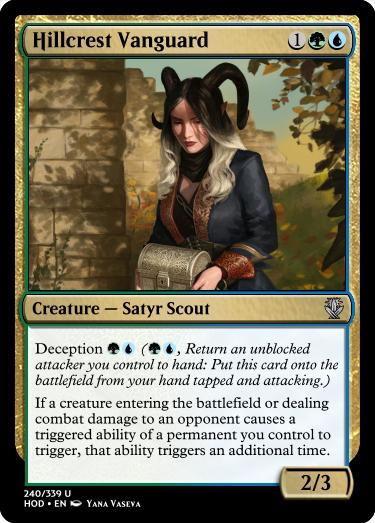 Hillcrest Vanguard 1
Creature — Satyr Scout
Deception ( , Return an unblocked
attacker you control to hand: Put this card onto the
battlefield from your hand tapped and attacking.)
If a creature entering the battlefield or dealing
combat damage to an opponent causes a
triggered ability of a permanent you control to
trigger, that ability triggers an additional time.
2/3
240/339 U
HOD • EN Yana Vaseva